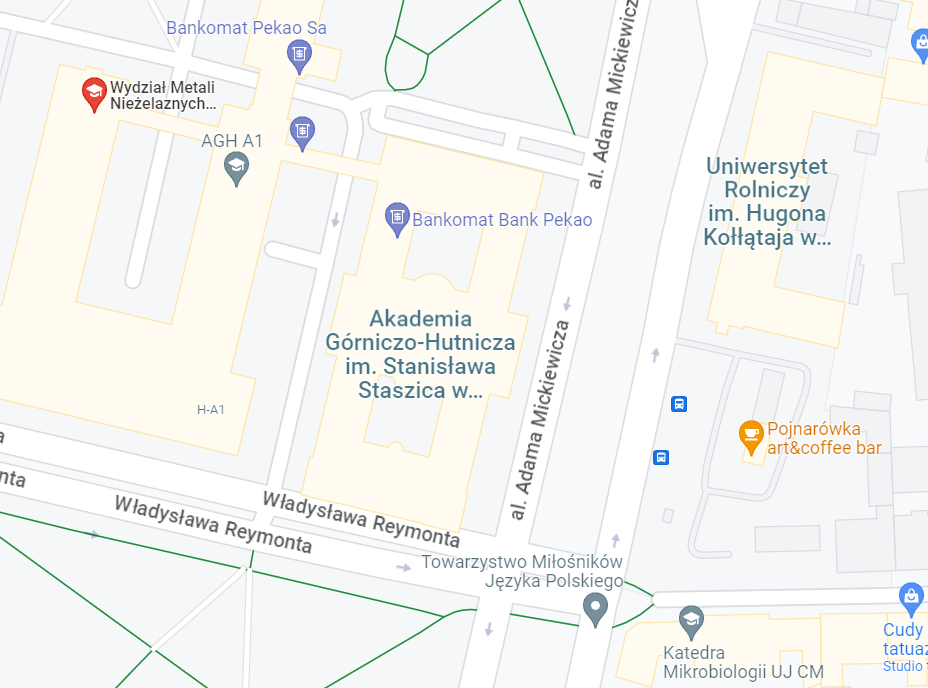 Bankomat Pekao Sa
al. Adama Mickiewicz
Wydział Metali
Nieżelaznych...
AGH A1
Uniwersytet
Rolniczy
im. Hugona
Kołłątaja w...
Bankomat Bank Pekao
Akademia
Górniczo-Hutnicza
im. Stanisława
Staszica w...
al. Adama Mickiewicza
H-A1
Pojnarówka
art&coffee bar
a
nta
Władysława Reymonta
Władysława Reymonta
Towarzystwo Miłośników
Języka Polskiego
Katedra
Mikrobiologii UJ CM
Cudy
tatuaż
Studio t